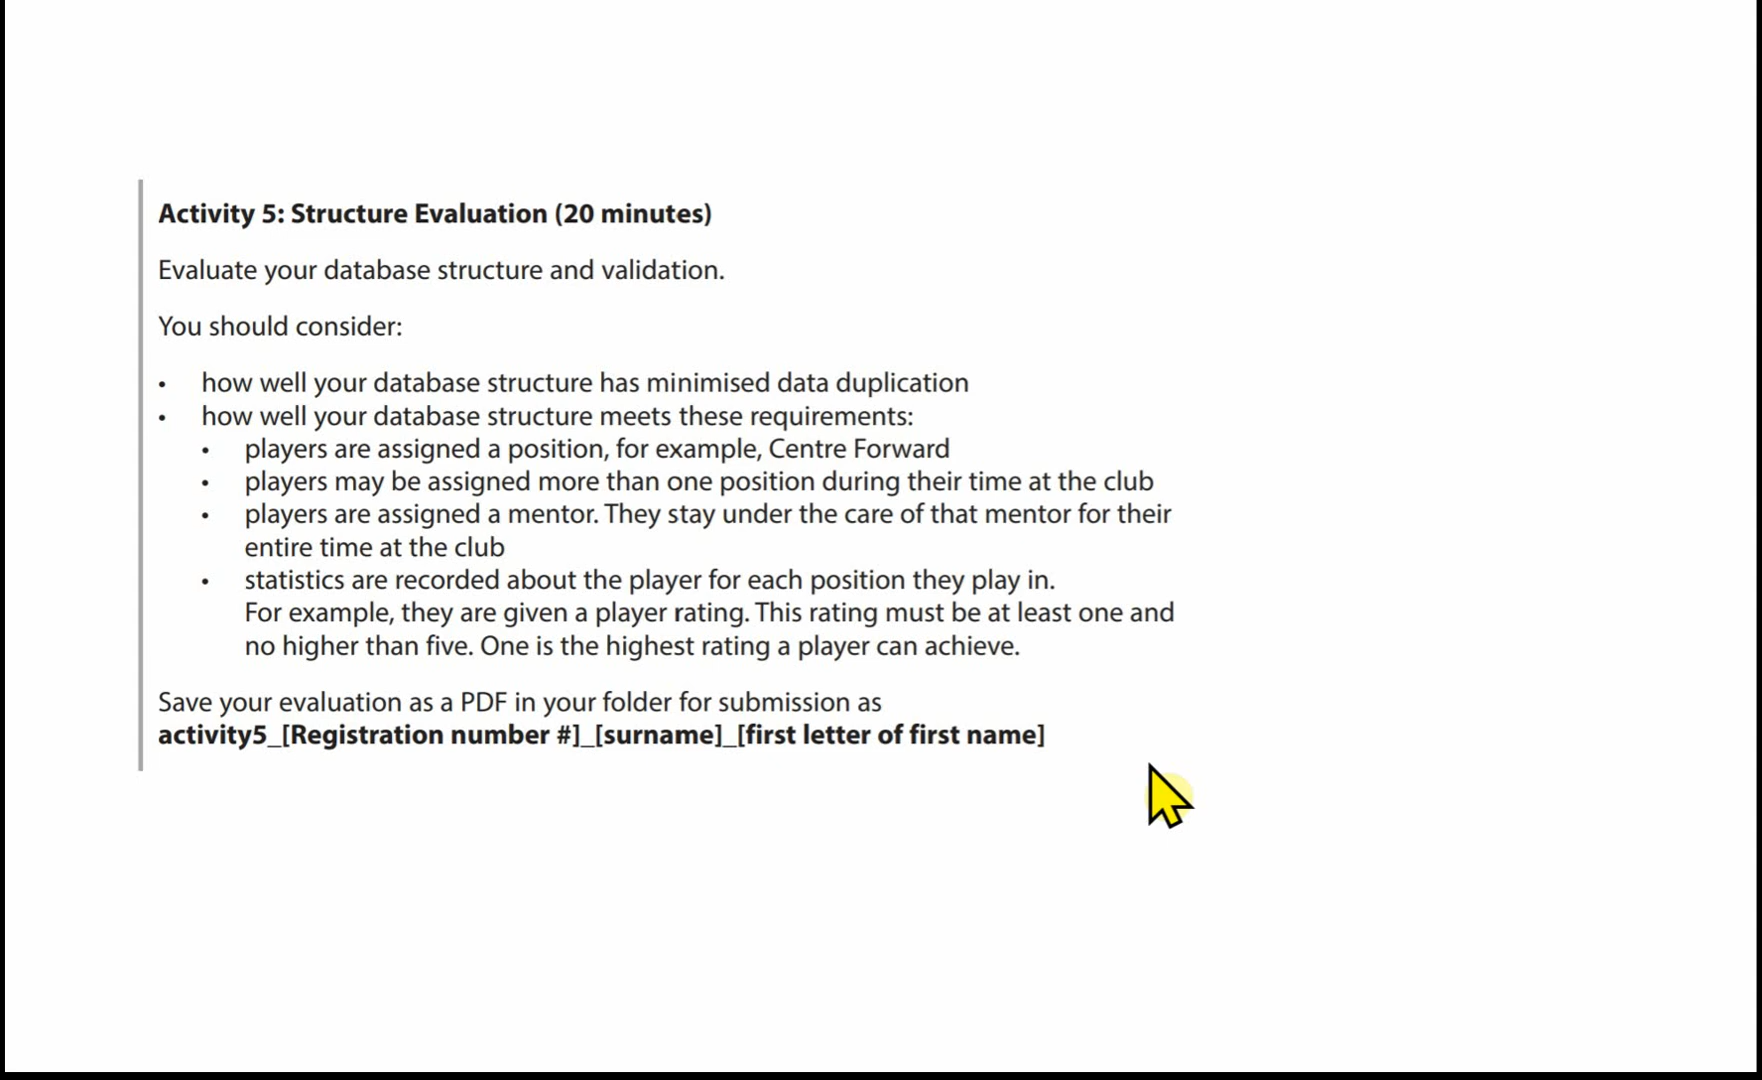 Activity 5: Structure Evaluation (20 minutes)
Evaluate your database structure and validation.
You should consider:
• how well your database structure has minimised data duplication
• how well your database structure meets these requirements:
• players are assigned a position, for example, Centre Forward
• players may be assigned more than one position during their time at the club
• players are assigned a mentor. They stay under the care of that mentor for their
entire time at the club
• statistics are recorded about the player for each position they play in.
For example, they are given a player rating. This rating must be at least one and
no higher than five. One is the highest rating a player can achieve.
Save your evaluation as a PDF in your folder for submission as
activity5_[Registration number #]_[surname]_[first letter of first name]